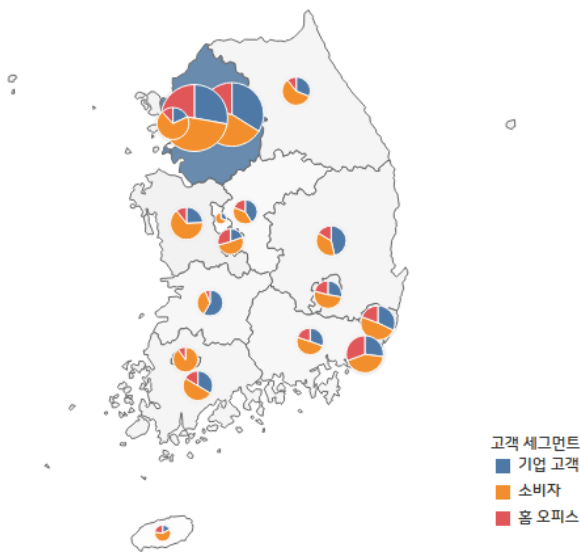 고객 세그먼트
기업 고객
소비자
홈 오피스